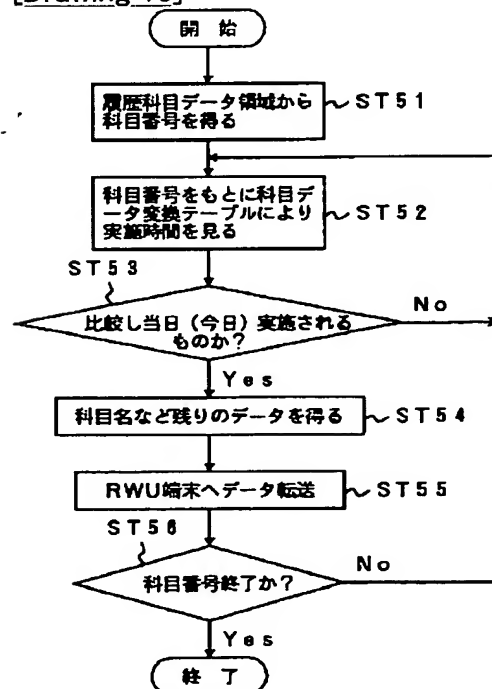 開 始
履歴科目データ領域から
科目番号を得る
ST51
科目番号をもとに科目デ
ータ変換テーブルにより
実施時間を見る
ST52
ST53
比較し当日（今日）実施される
ものか？
No
Yes
科目名など残りのデータを得る
ST54
RWU端末へデータ転送
ST55
ST56
科目番号終了か？
No
Yes
終 了